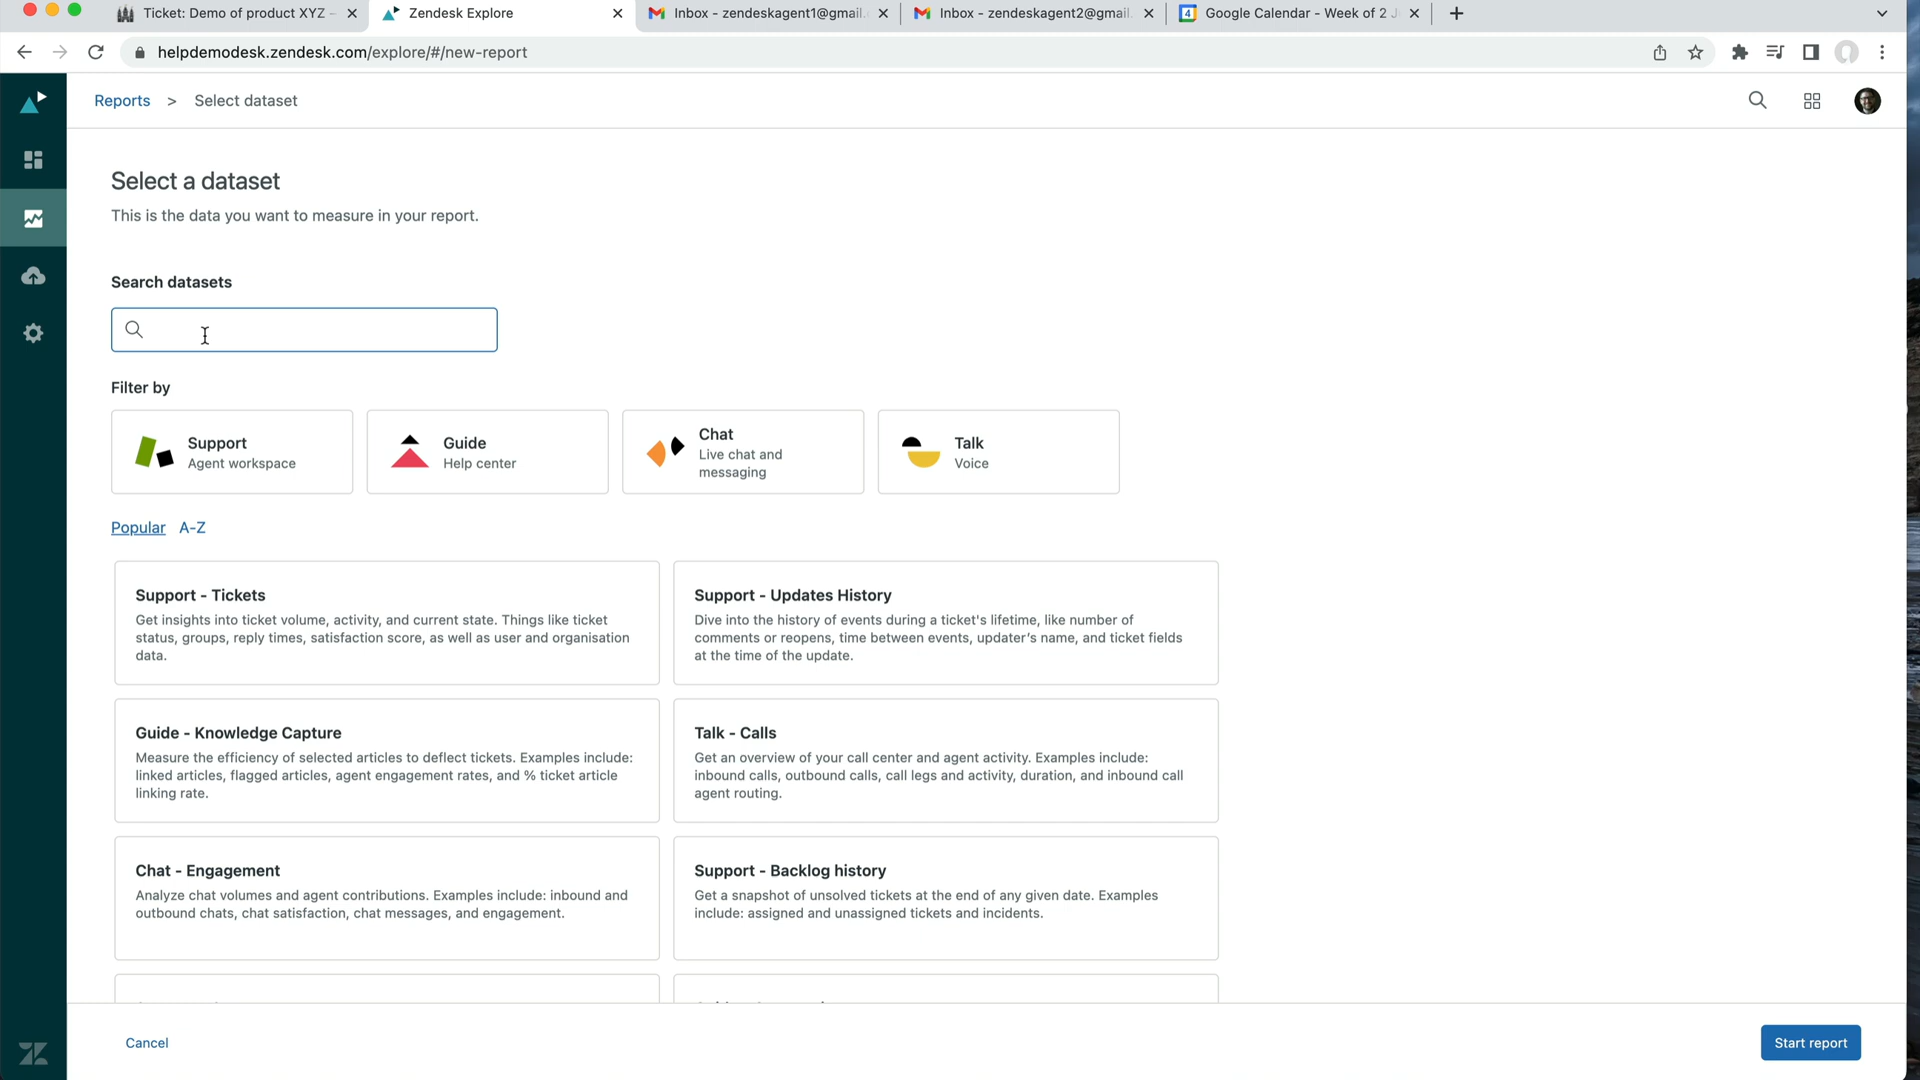 Ticket: Demo of product XYZ -
Zendesk Explore
Inbox - zendeskagent1@gmail.
Inbox - zendeskagent2@gmail.
4
Google Calendar - Week of 2 J
helpdemodesk.zendesk.com/explore/#/new-report
Reports > Select dataset
Select a dataset
This is the data you want to measure in your report.
Search datasets
Filter by
Support
Agent workspace
Guide
Help center
Chat
Live chat and
messaging
Talk
Voice
Popular A-Z
Support - Tickets
Get insights into ticket volume, activity, and current state. Things like ticket
status, groups, reply times, satisfaction score, as well as user and organisation
data.
Support - Updates History
Dive into the history of events during a ticket's lifetime, like number of
comments or reopens, time between events, updater's name, and ticket fields
at the time of the update.
Guide - Knowledge Capture
Measure the efficiency of selected articles to deflect tickets. Examples include:
linked articles, flagged articles, agent engagement rates, and % ticket article
linking rate.
Talk - Calls
Get an overview of your call center and agent activity. Examples include:
inbound calls, outbound calls, call legs and activity, duration, and inbound call
agent routing.
Chat - Engagement
Analyze chat volumes and agent contributions. Examples include: inbound and
outbound chats, chat satisfaction, chat messages, and engagement.
Support - Backlog history
Get a snapshot of unsolved tickets at the end of any given date. Examples
include: assigned and unassigned tickets and incidents.
Cancel
Start report